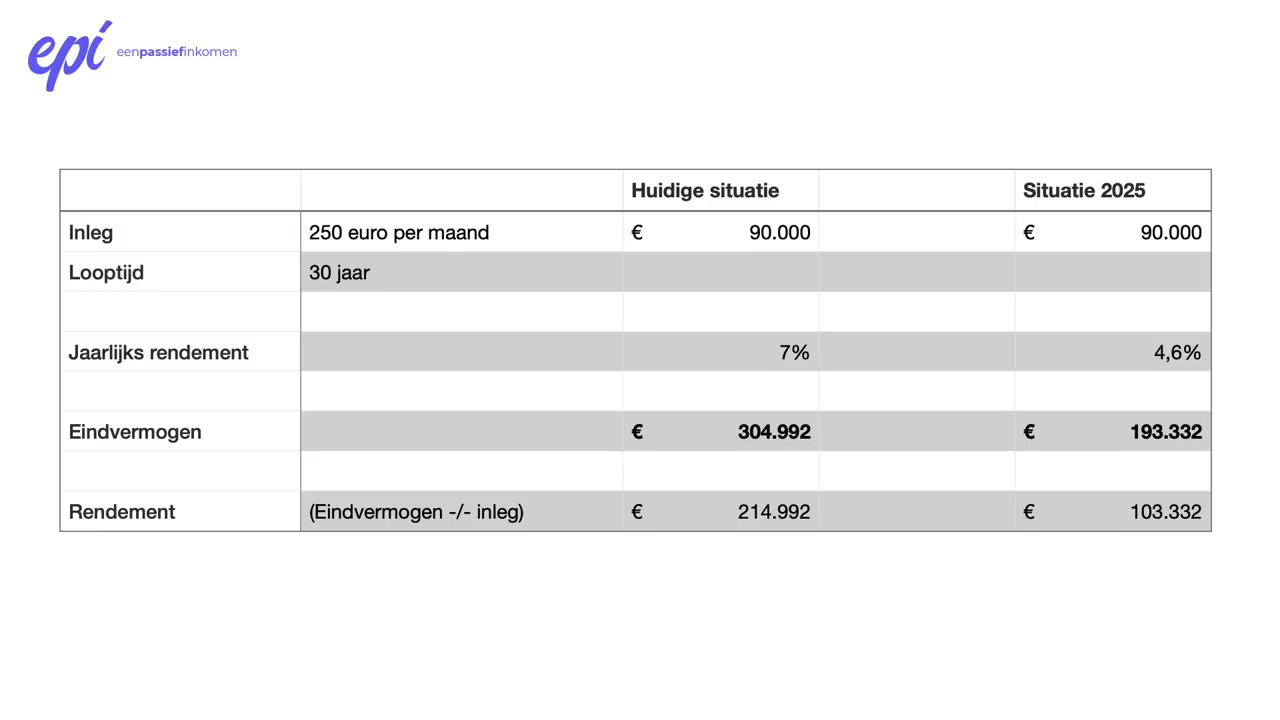 epi eenpassiefinkomen
Huidige situatie Situatie 2025
Inleg 250 euro per maand € 90.000 € 90.000
Looptijd 30 jaar
Jaarlijks rendement 7% 4,6%
Eindvermogen € 304.992 € 193.332
Rendement (Eindvermogen -/- inleg) € 214.992 € 103.332